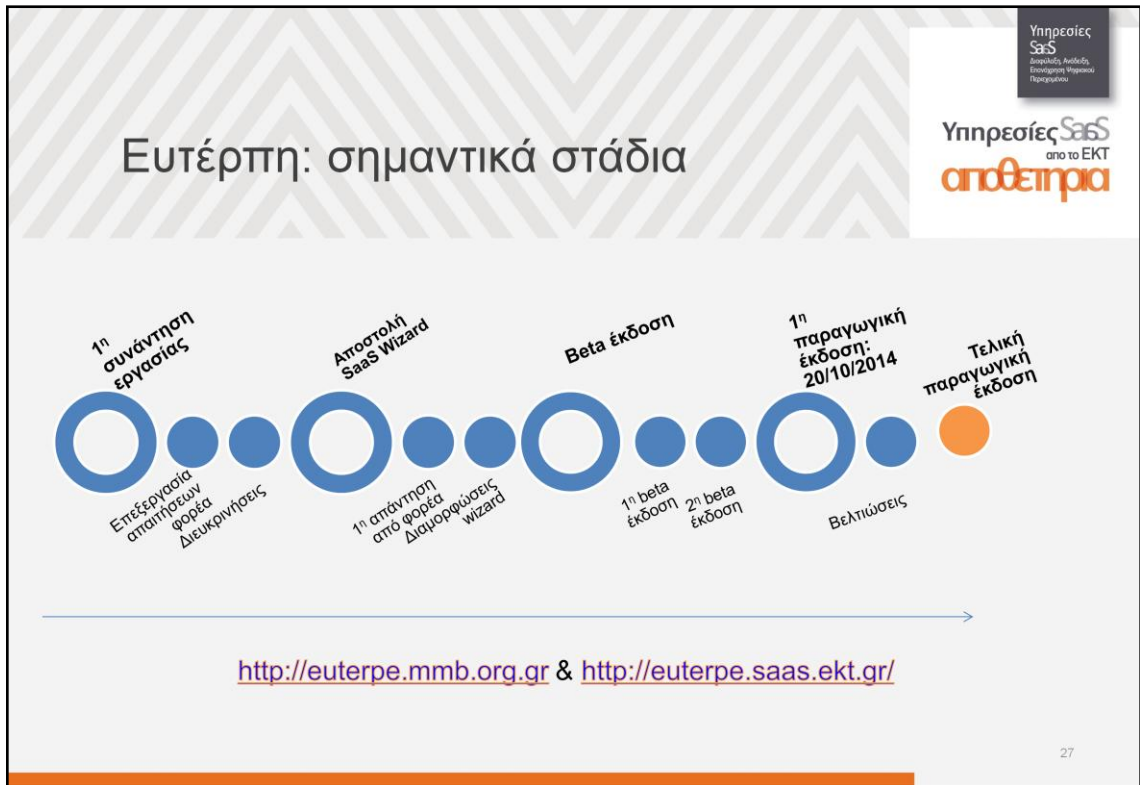 Υπηρεσίες
SaaS
Διαφύλαξη, Ανάδειξη,
Επανάχρηση Ψηφιακού
Περιεχομένου
Υπηρεσίες SaaS
απο το ΕΚΤ
αποθετηρια
Ευτέρπη: σημαντικά στάδια
1η
συνάντηση
εργασίας
Επεξεργασία
απαιτήσεων
φορέα
Διευκρινήσεις
Αποστολή
SaaS Wizard
1η απάντηση
από φορέα
Διαμορφώσεις
wizard
Beta έκδοση
1η beta
έκδοση
2η beta
έκδοση
1η
παραγωγική
έκδοση:
20/10/2014
Βελτιώσεις
Τελική
παραγωγική
έκδοση
http://euterpe.mmb.org.gr & http://euterpe.saas.ekt.gr/
27